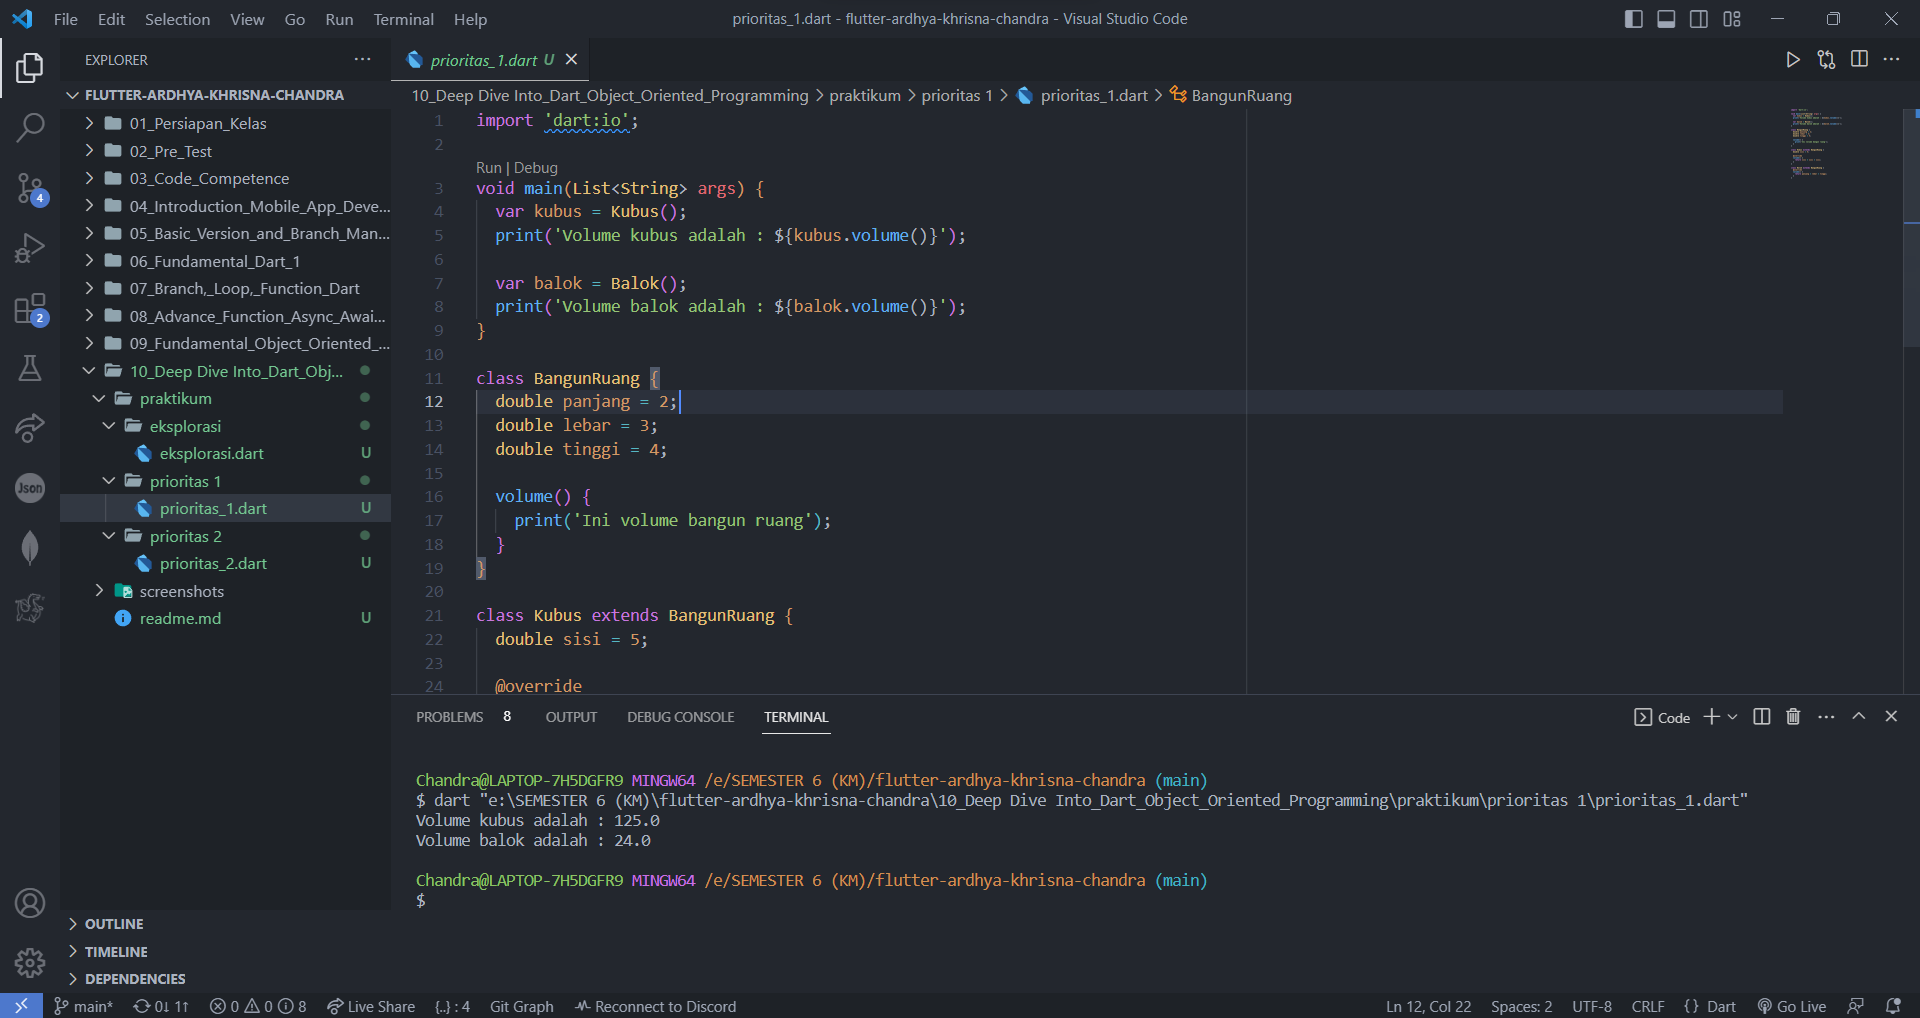 File Edit Selection View Go Run Terminal Help
prioritas_1.dart - flutter-ardhya-khrisna-chandra - Visual Studio Code
EXPLORER
FLUTTER-ARDHYA-KHRISNA-CHANDRA
01_Persiapan_Kelas
02_Pre_Test
03_Code_Competence
04_Introduction_Mobile_App_Deve...
05_Basic_Version_and_Branch_Man...
06_Fundamental_Dart_1
07_Branch,_Loop,_Function_Dart
08_Advance_Function_Async_Awai...
09_Fundamental_Object_Oriented_...
10_Deep Dive Into_Dart_Obj...
praktikum
eksplorasi
eksplorasi.dart U
prioritas 1
prioritas_1.dart U
prioritas 2
prioritas_2.dart U
screenshots
readme.md U
OUTLINE
TIMELINE
DEPENDENCIES
4
2
Json
prioritas_1.dart U
10_Deep Dive Into_Dart_Object_Oriented_Programming > praktikum > prioritas 1 > prioritas_1.dart > BangunRuang
1 import 'dart:io';
2
Run | Debug
3 void main(List<String> args) {
4 var kubus = Kubus();
5 print('Volume kubus adalah : ${kubus.volume()}');
6
7 var balok = Balok();
8 print('Volume balok adalah : ${balok.volume()}');
9 }
10
11 class BangunRuang {
12 double panjang = 2;
13 double lebar = 3;
14 double tinggi = 4;
15
16 volume() {
17 print('Ini volume bangun ruang');
18 }
19 }
20
21 class Kubus extends BangunRuang {
22 double sisi = 5;
23
24 @override
PROBLEMS 8 OUTPUT DEBUG CONSOLE TERMINAL
Code
Chandra@LAPTOP-7H5DGFR9 MINGW64 /e/SEMESTER 6 (KM)/flutter-ardhya-khrisna-chandra (main)
$ dart "e:\SEMESTER 6 (KM)\flutter-ardhya-khrisna-chandra\10_Deep Dive Into_Dart_Object_Oriented_Programming\praktikum\prioritas 1\prioritas_1.dart"
Volume kubus adalah : 125.0
Volume balok adalah : 24.0
Chandra@LAPTOP-7H5DGFR9 MINGW64 /e/SEMESTER 6 (KM)/flutter-ardhya-khrisna-chandra (main)
$
main* 0↓ 1↑ 0 0 8 Live Share {..} : 4 Git Graph Reconnect to Discord
Ln 12, Col 22 Spaces: 2 UTF-8 CRLF {} Dart Go Live